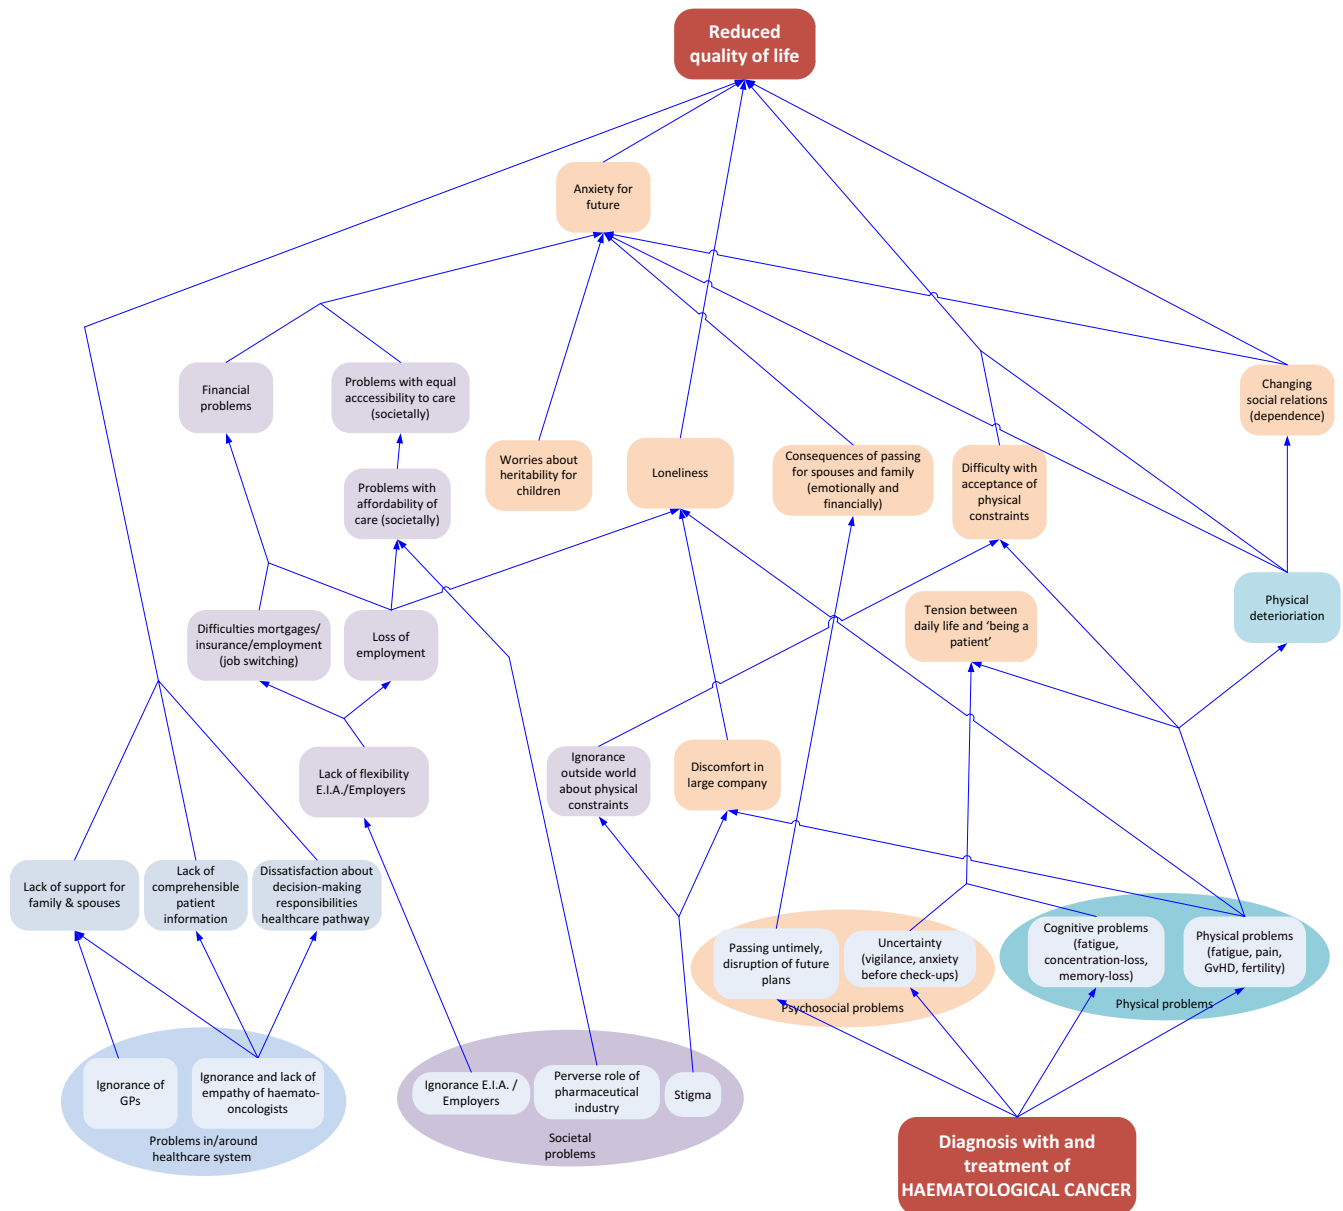 Reduced
quality of life
Anxiety for
future
Financial
problems
Problems with equal
acccessibility to care
(societally)
Changing
social relations
(dependence)
Worries about
heritability for
children
Loneliness
Consequences of passing
for spouses and family
(emotionally and
financially)
Difficulty with
acceptance of
physical
constraints
Problems with
affordability of
care (societally)
Physical
deterioriation
Tension between
daily life and ‘being a
patient’
Difficulties mortgages/
insurance/employment
(job switching)
Loss of
employment
Lack of flexibility
E.I.A./Employers
Ignorance
outside world
about physical
constraints
Discomfort in
large company
Lack of support for
family & spouses
Lack of
comprehensible
patient
information
Dissatisfaction about
decision-making
responsibilities
healthcare pathway
Passing untimely,
disruption of future
plans
Uncertainty
(vigilance, anxiety
before check-ups)
Psychosocial problems
Cognitive problems
(fatigue,
concentration-loss,
memory-loss)
Physical problems
(fatigue, pain,
GvHD, fertility)
Physical problems
Ignorance of
GPs
Ignorance and lack of
empathy of haemato-
oncologists
Problems in/around
healthcare system
Ignorance E.I.A. /
Employers
Perverse role of
pharmaceutical
industry
Stigma
Societal
problems
Diagnosis with and
treatment of
HAEMATOLOGICAL CANCER